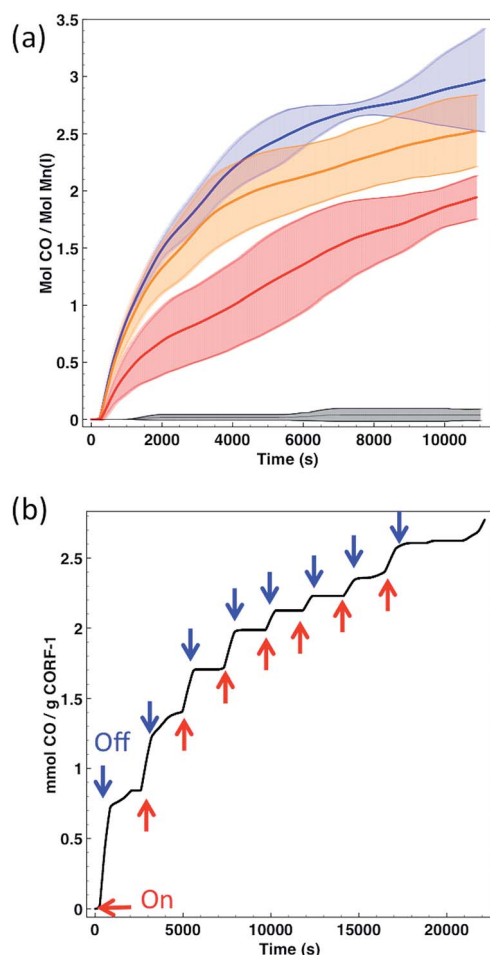 (a)
3.5
3
2.5
2
1.5
1
0.5
0
Mol CO / Mol Mn(I)
0 2000 4000 6000 8000 10000
Time (s)
(b)
2.5
2
1.5
1
0.5
0
mmol CO / g CORF-1
Off
On
0 5000 10000 15000 20000
Time (s)